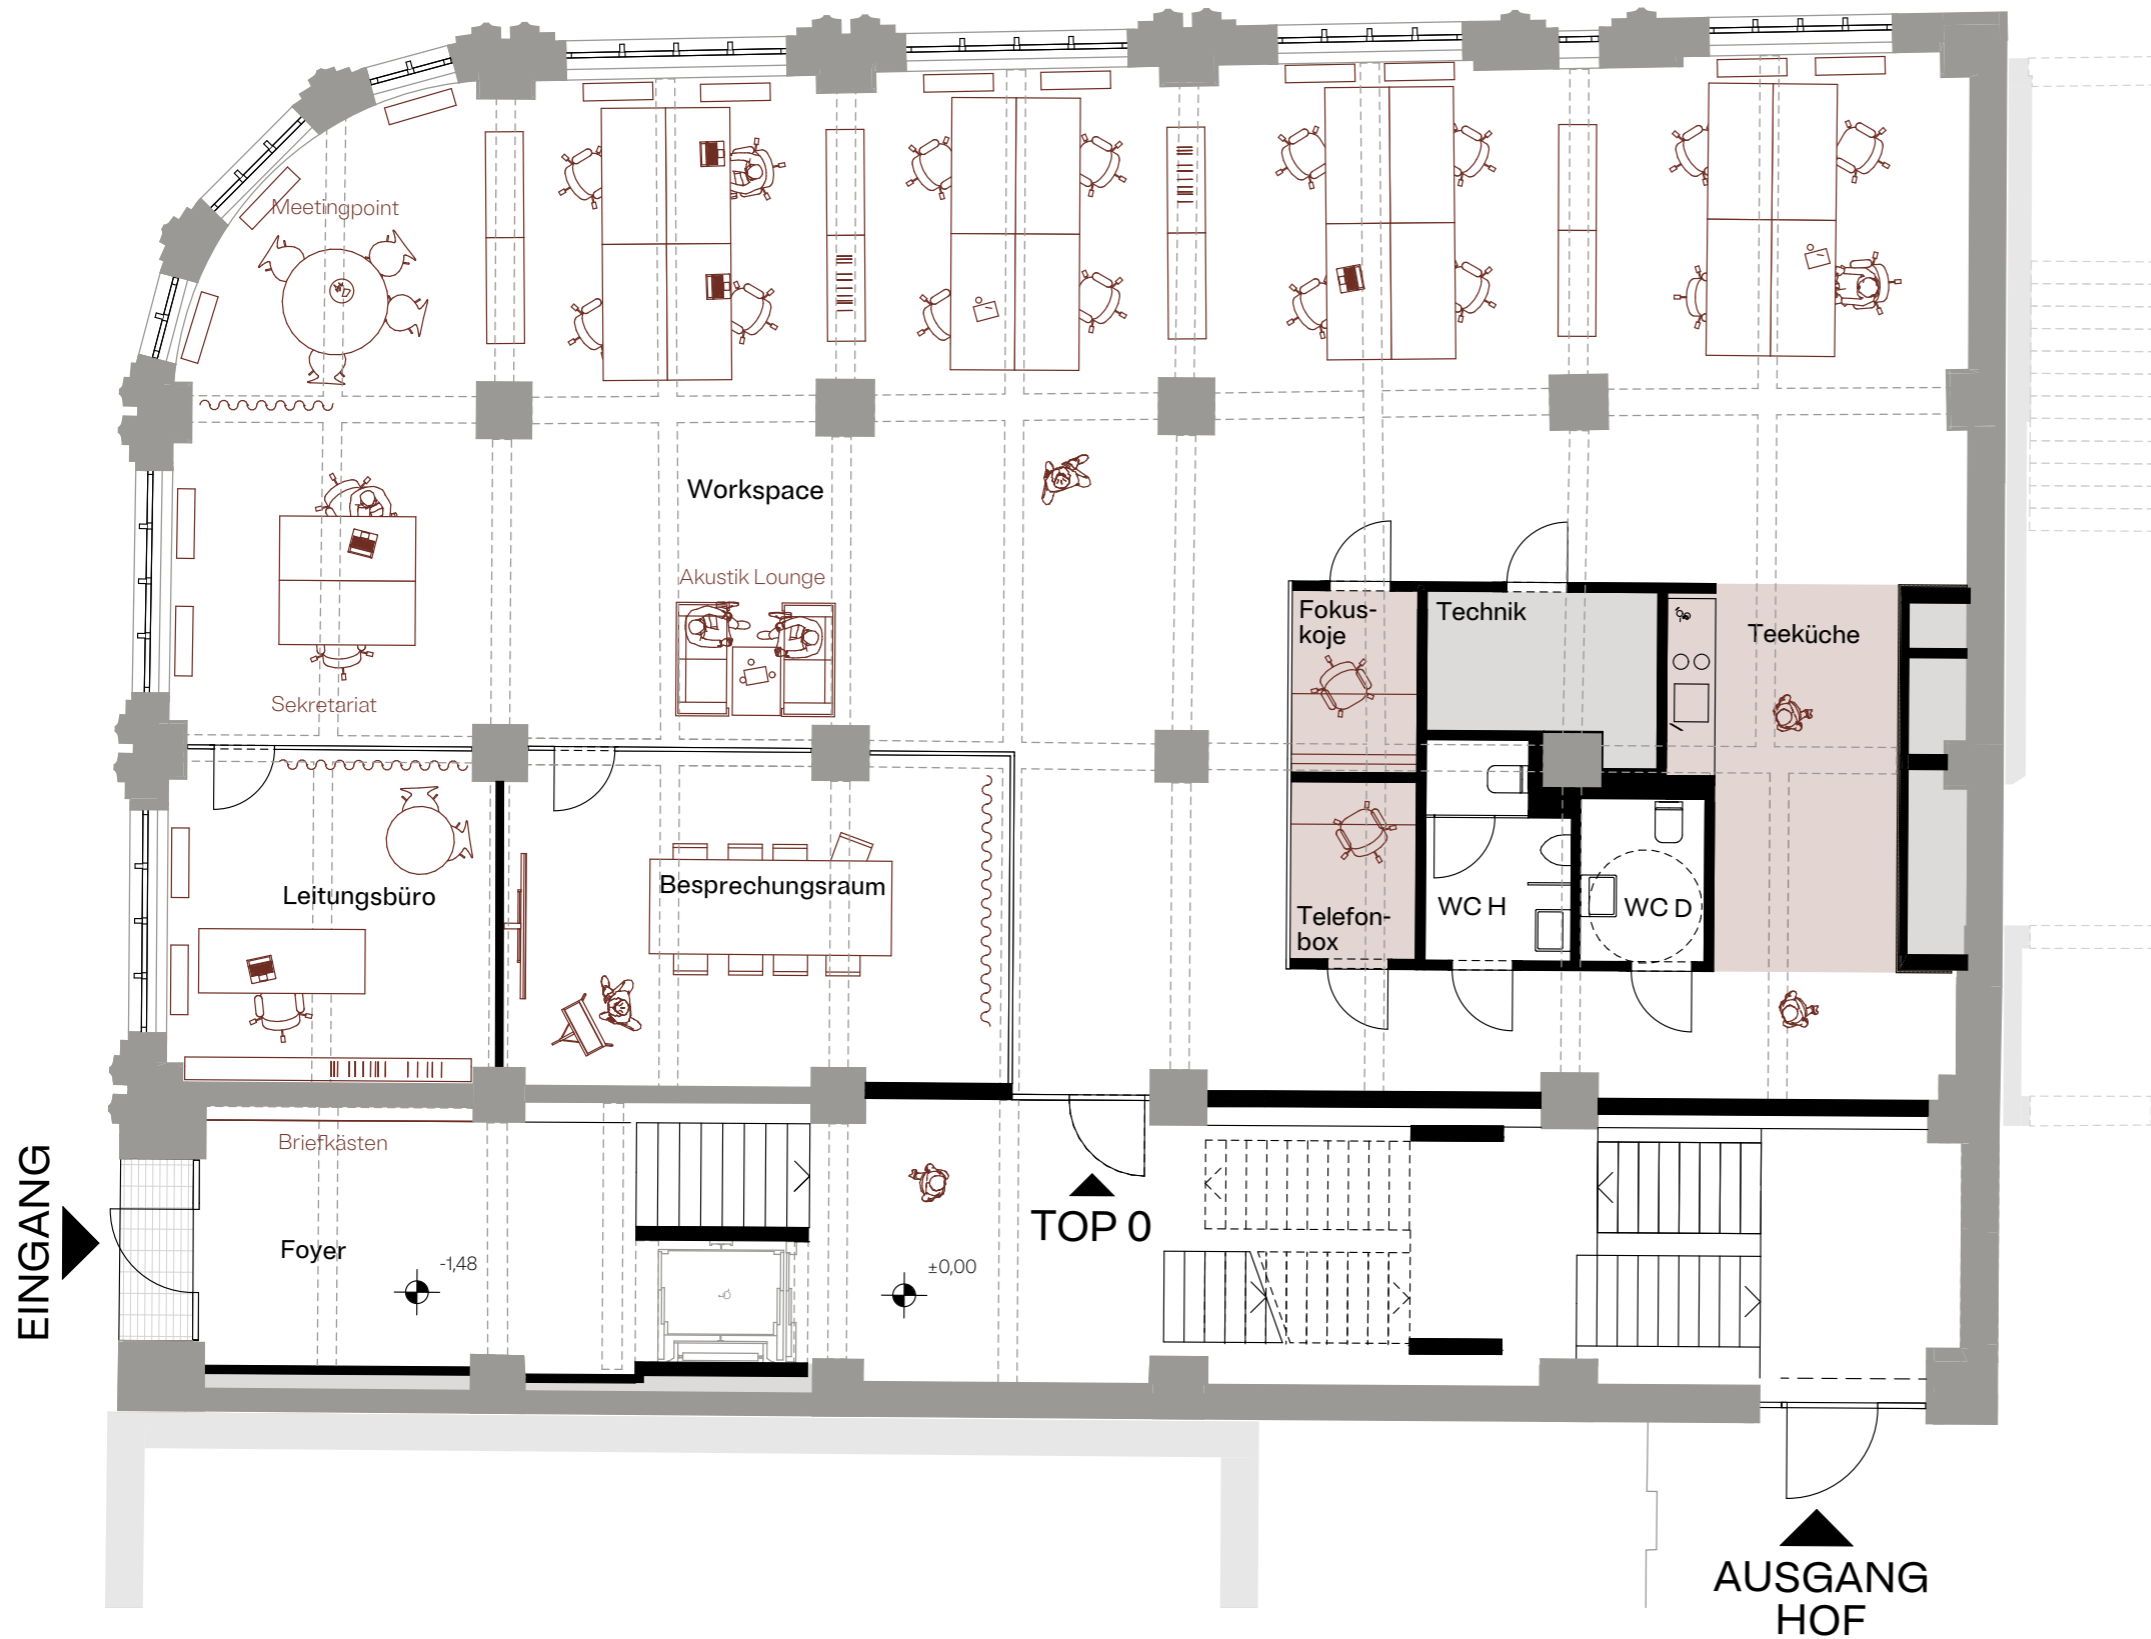 Meetingpoint
Workspace
Akustik Lounge
Fokus-
koje
Technik
Teeküche
Sekretariat
Leitungsbüro
Besprechungsraum
Telefon-
box
WC H
WC D
Briefkästen
EINGANG
Foyer
-1,48
±0,00
TOP 0
AUSGANG
HOF